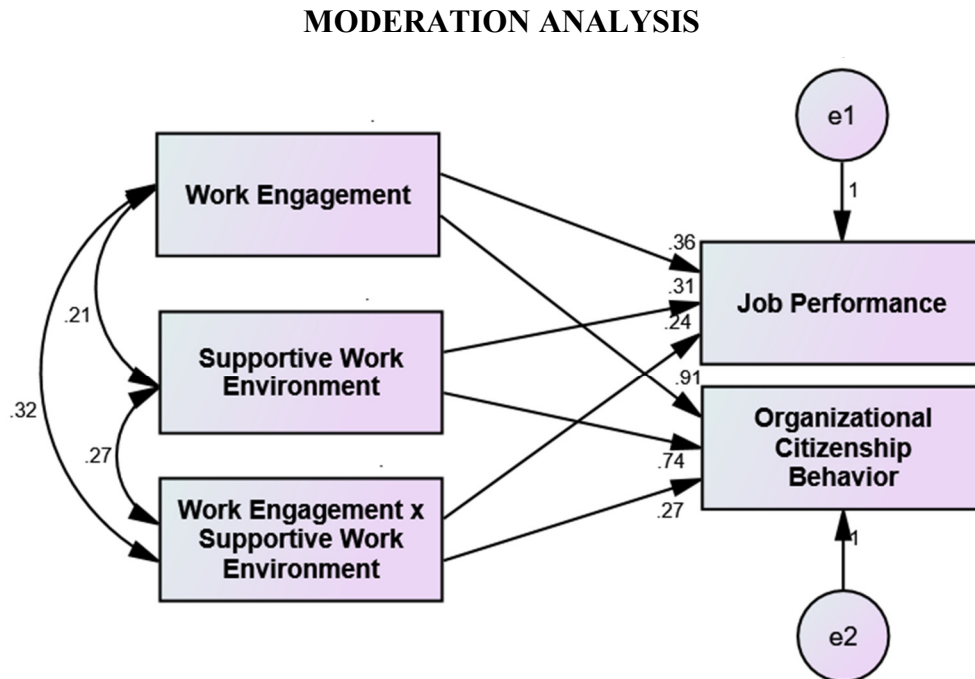 MODERATION ANALYSIS
e1
1
Work Engagement
.36
.31
.24
Job Performance
.21
Supportive Work
Environment
.91
.74
.27
Organizational
Citizenship
Behavior
.32
.27
Work Engagement x
Supportive Work
Environment
1
e2